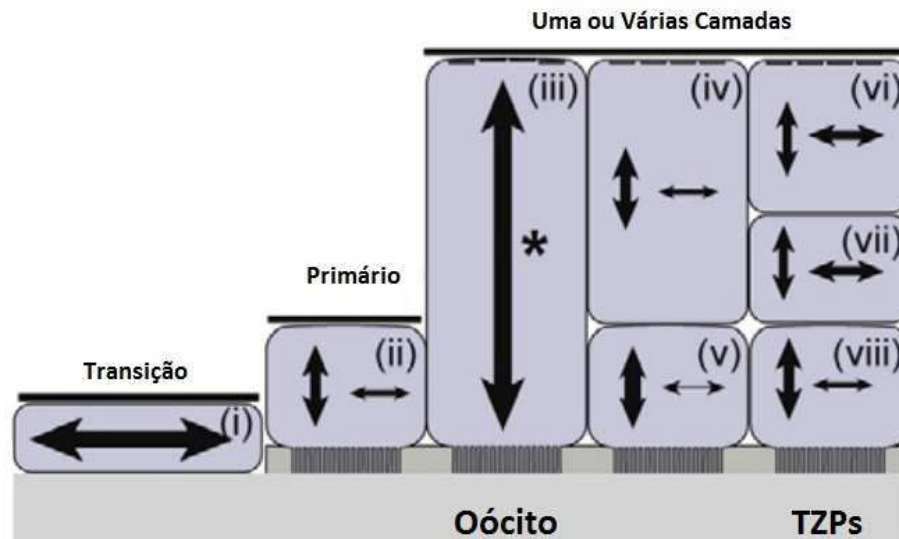 Uma ou Várias Camadas
(iii) (iv) (vi)
Primário
*
(vii)
(ii) (v) (viii)
Transição
(i)
Oócito TZPs